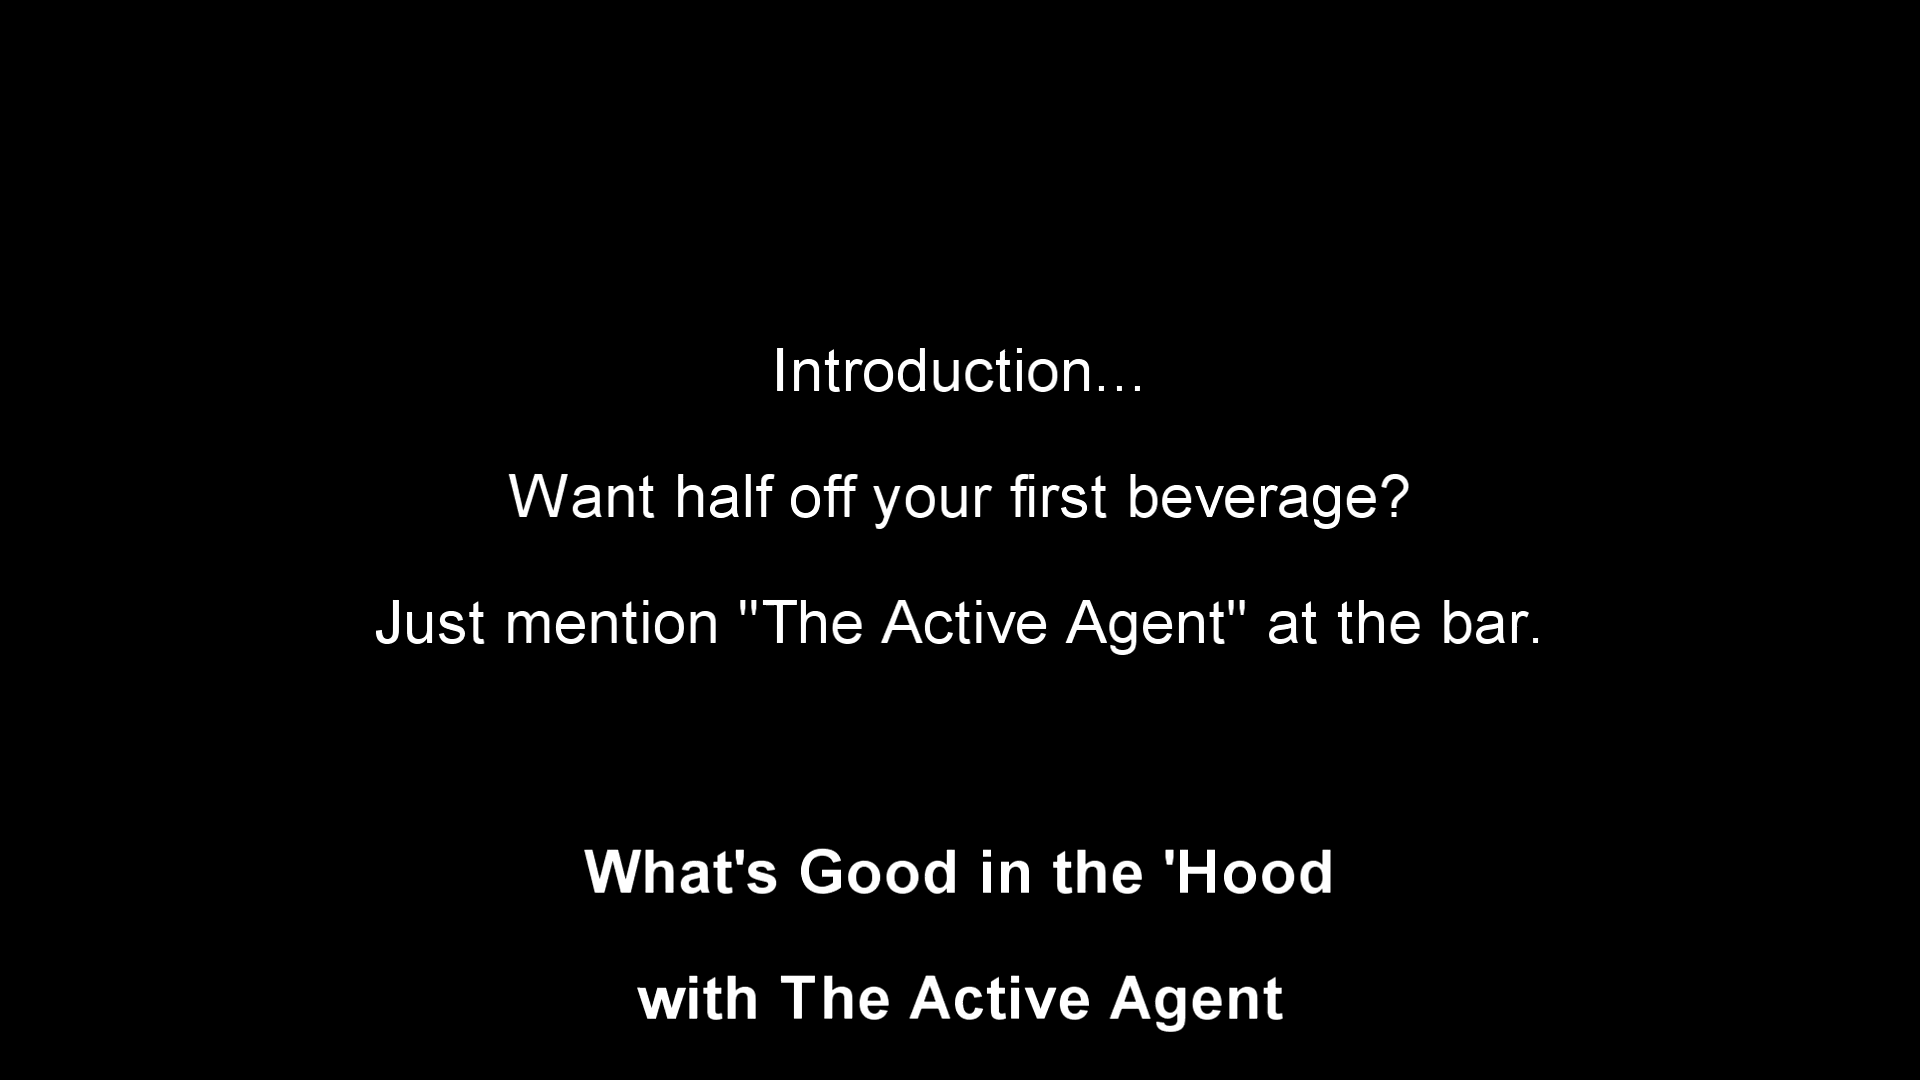 Introduction...
Want half off your first beverage?
Just mention "The Active Agent" at the bar.
What's Good in the 'Hood
with The Active Agent